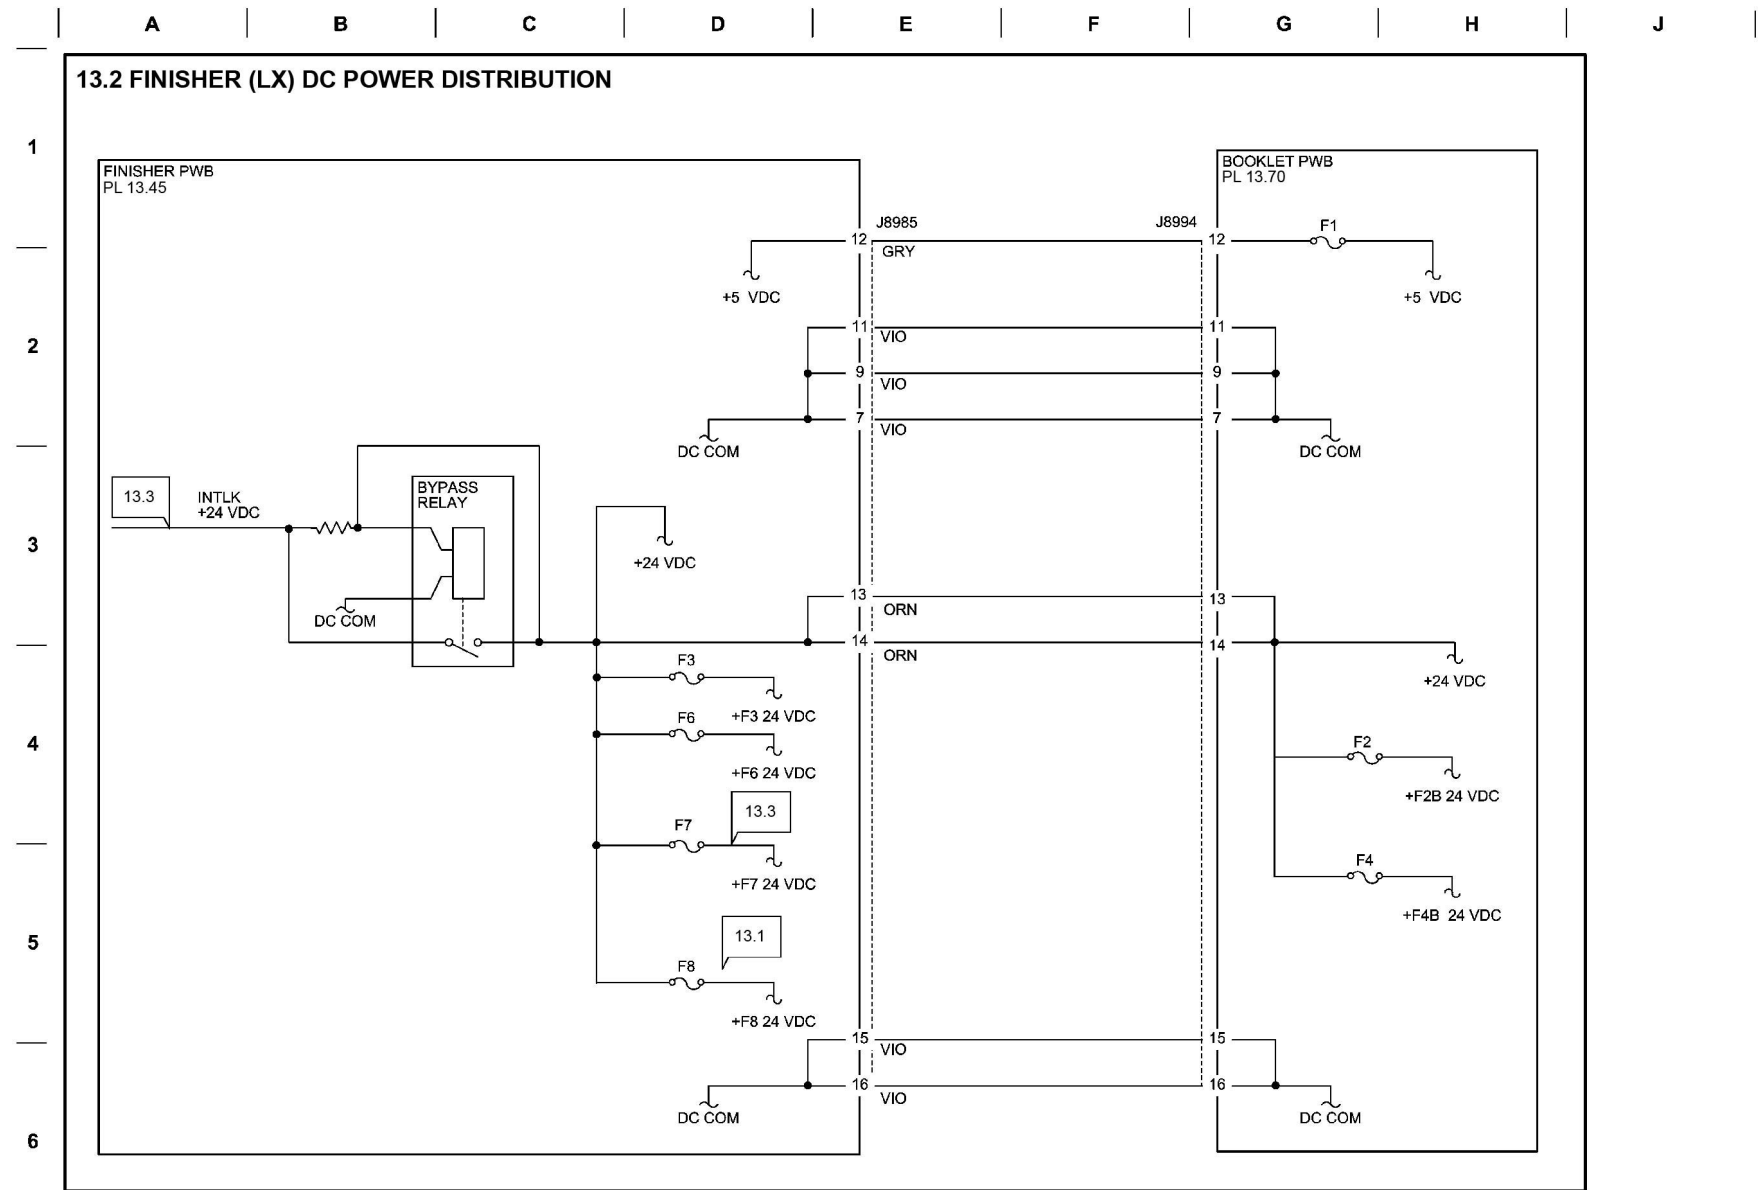 A B C D E F G H J
13.2 FINISHER (LX) DC POWER DISTRIBUTION
1
FINISHER PWB
PL 13.45
BOOKLET PWB
PL 13.70
J8985
J8994
F1
12
12
GRY
+5 VDC
+5 VDC
2
11
11
VIO
9
9
VIO
7
7
VIO
DC COM
DC COM
13.3
INTLK
+24 VDC
BYPASS
RELAY
3
+24 VDC
DC COM
13
13
ORN
14
14
ORN
F3
+24 VDC
+F3 24 VDC
F6
4
F2
+F6 24 VDC
+F2B 24 VDC
13.3
F7
F4
+F7 24 VDC
+F4B 24 VDC
5
13.1
F8
+F8 24 VDC
15
15
VIO
16
16
VIO
DC COM
DC COM
6